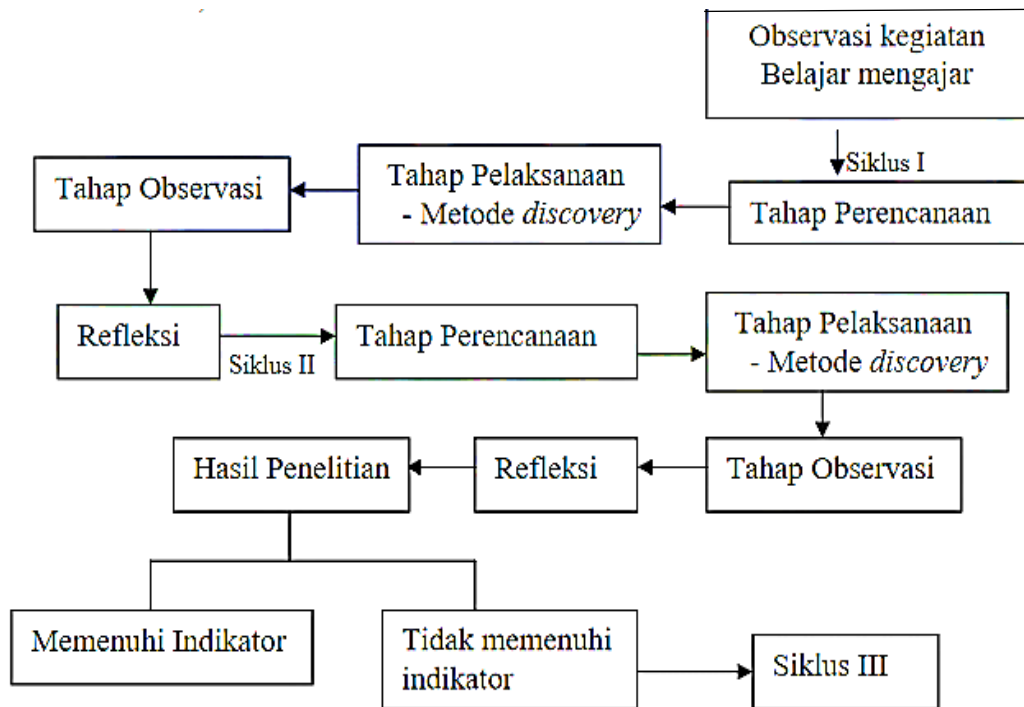 Observasi kegiatan
Belajar mengajar
Siklus I
Tahap Perencanaan
Tahap Pelaksanaan
- Metode discovery
Tahap Observasi
Refleksi
Siklus II
Tahap Perencanaan
Tahap Pelaksanaan
- Metode discovery
Tahap Observasi
Refleksi
Hasil Penelitian
Memenuhi Indikator
Tidak memenuhi
indikator
Siklus III